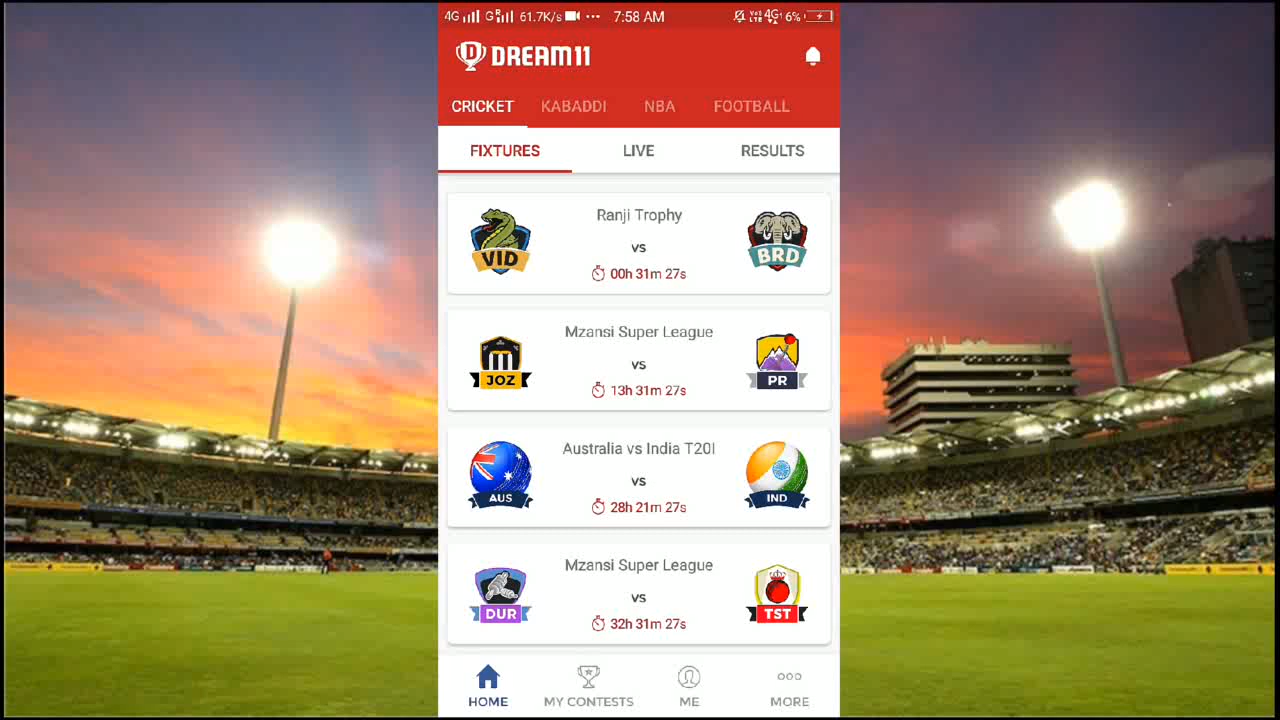 4G G R 61.7K/s ... 7:58 AM VoLTE 4G 6%
DREAM11
CRICKET KABADDI NBA FOOTBALL
FIXTURES LIVE RESULTS
Ranji Trophy
VID vs BRD
00h 31m 27s
Mzansi Super League
JOZ vs PR
13h 31m 27s
Australia vs India T20I
AUS vs IND
28h 21m 27s
Mzansi Super League
DUR vs TST
32h 31m 27s
HOME MY CONTESTS ME MORE